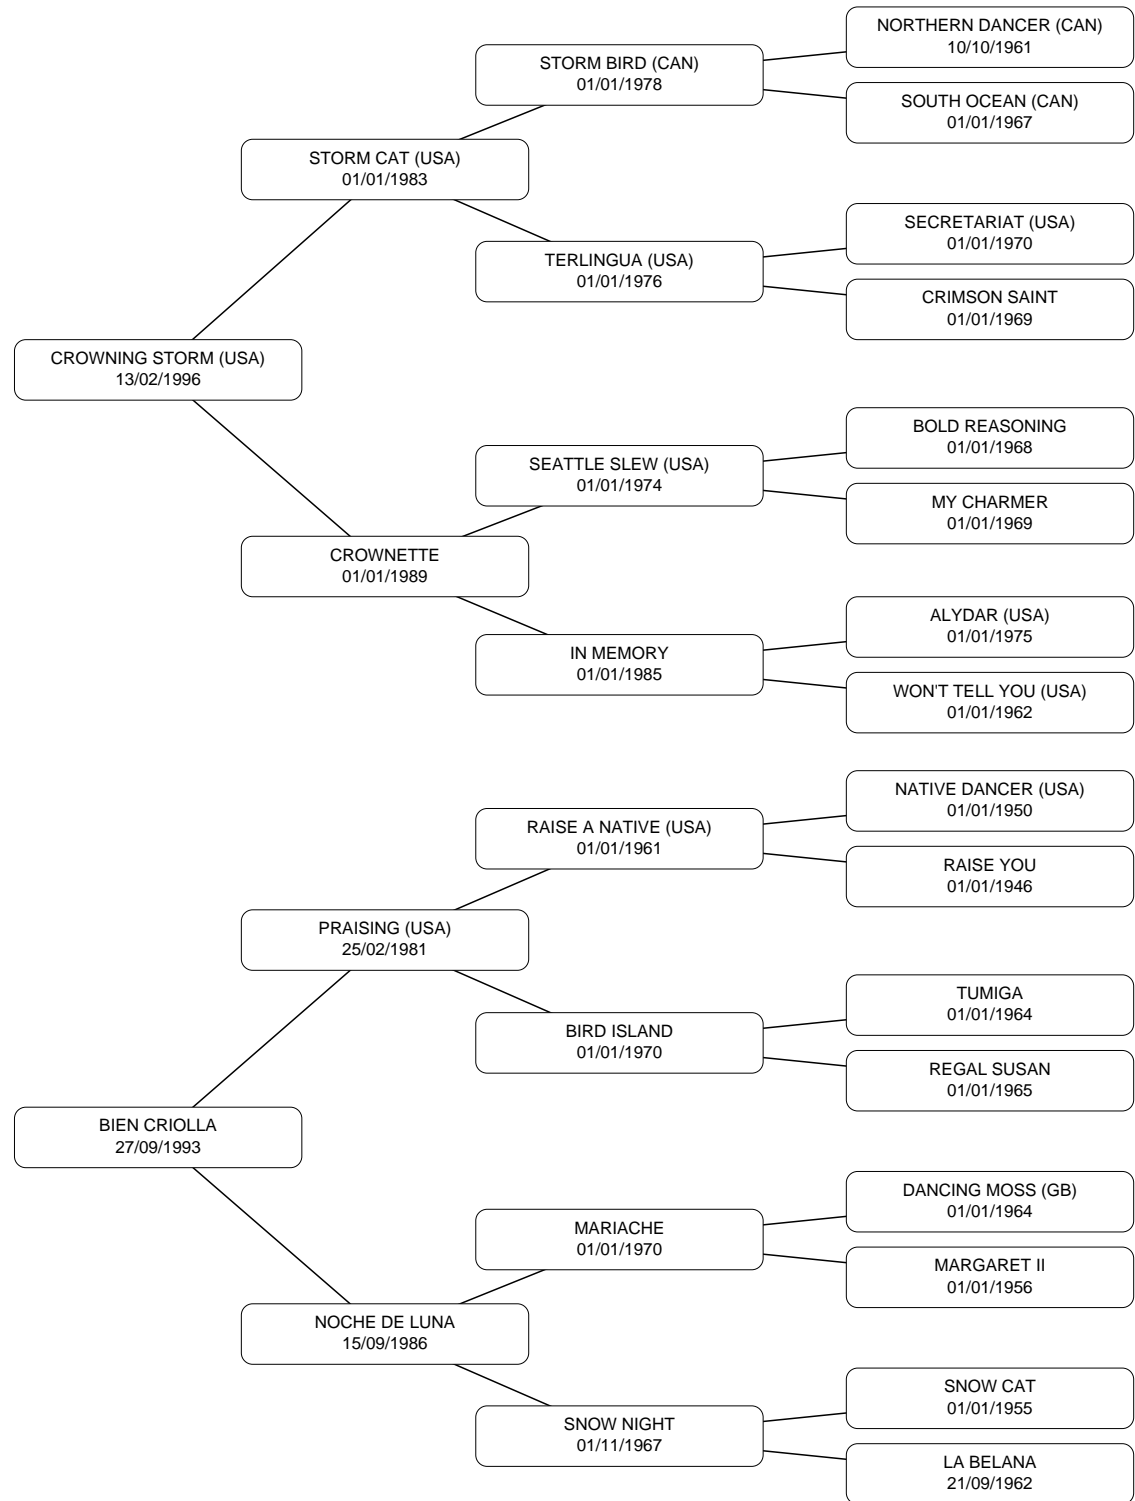 NORTHERN DANCER (CAN)
10/10/1961
STORM BIRD (CAN)
01/01/1978
SOUTH OCEAN (CAN)
01/01/1967
STORM CAT (USA)
01/01/1983
SECRETARIAT (USA)
01/01/1970
TERLINGUA (USA)
01/01/1976
CRIMSON SAINT
01/01/1969
CROWNING STORM (USA)
13/02/1996
BOLD REASONING
01/01/1968
SEATTLE SLEW (USA)
01/01/1974
MY CHARMER
01/01/1969
CROWNETTE
01/01/1989
ALYDAR (USA)
01/01/1975
IN MEMORY
01/01/1985
WON'T TELL YOU (USA)
01/01/1962
NATIVE DANCER (USA)
01/01/1950
RAISE A NATIVE (USA)
01/01/1961
RAISE YOU
01/01/1946
PRAISING (USA)
25/02/1981
TUMIGA
01/01/1964
BIRD ISLAND
01/01/1970
REGAL SUSAN
01/01/1965
BIEN CRIOLLA
27/09/1993
DANCING MOSS (GB)
01/01/1964
MARIACHE
01/01/1970
MARGARET II
01/01/1956
NOCHE DE LUNA
15/09/1986
SNOW CAT
01/01/1955
SNOW NIGHT
01/11/1967
LA BELANA
21/09/1962